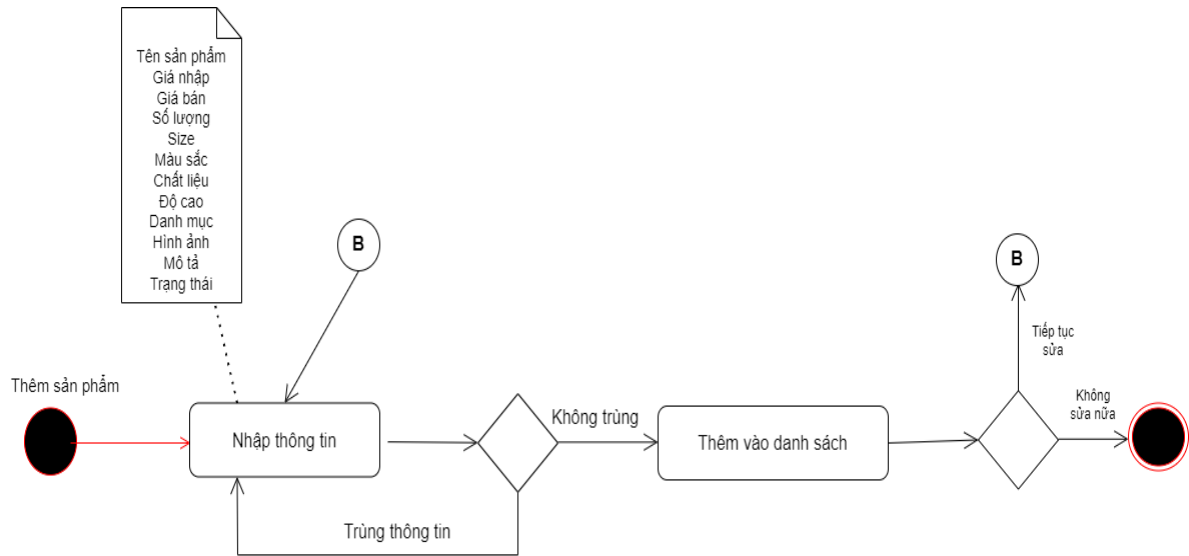 Tên sản phẩm
Giá nhập
Giá bán
Số lượng
Size
Màu sắc
Chất liệu
Độ cao
Danh mục
Hình ảnh
Mô tả
Trạng thái
B
B
Tiếp tục
sửa
Thêm sản phẩm
Nhập thông tin
Không trùng
Thêm vào danh sách
Không
sửa nữa
Trùng thông tin